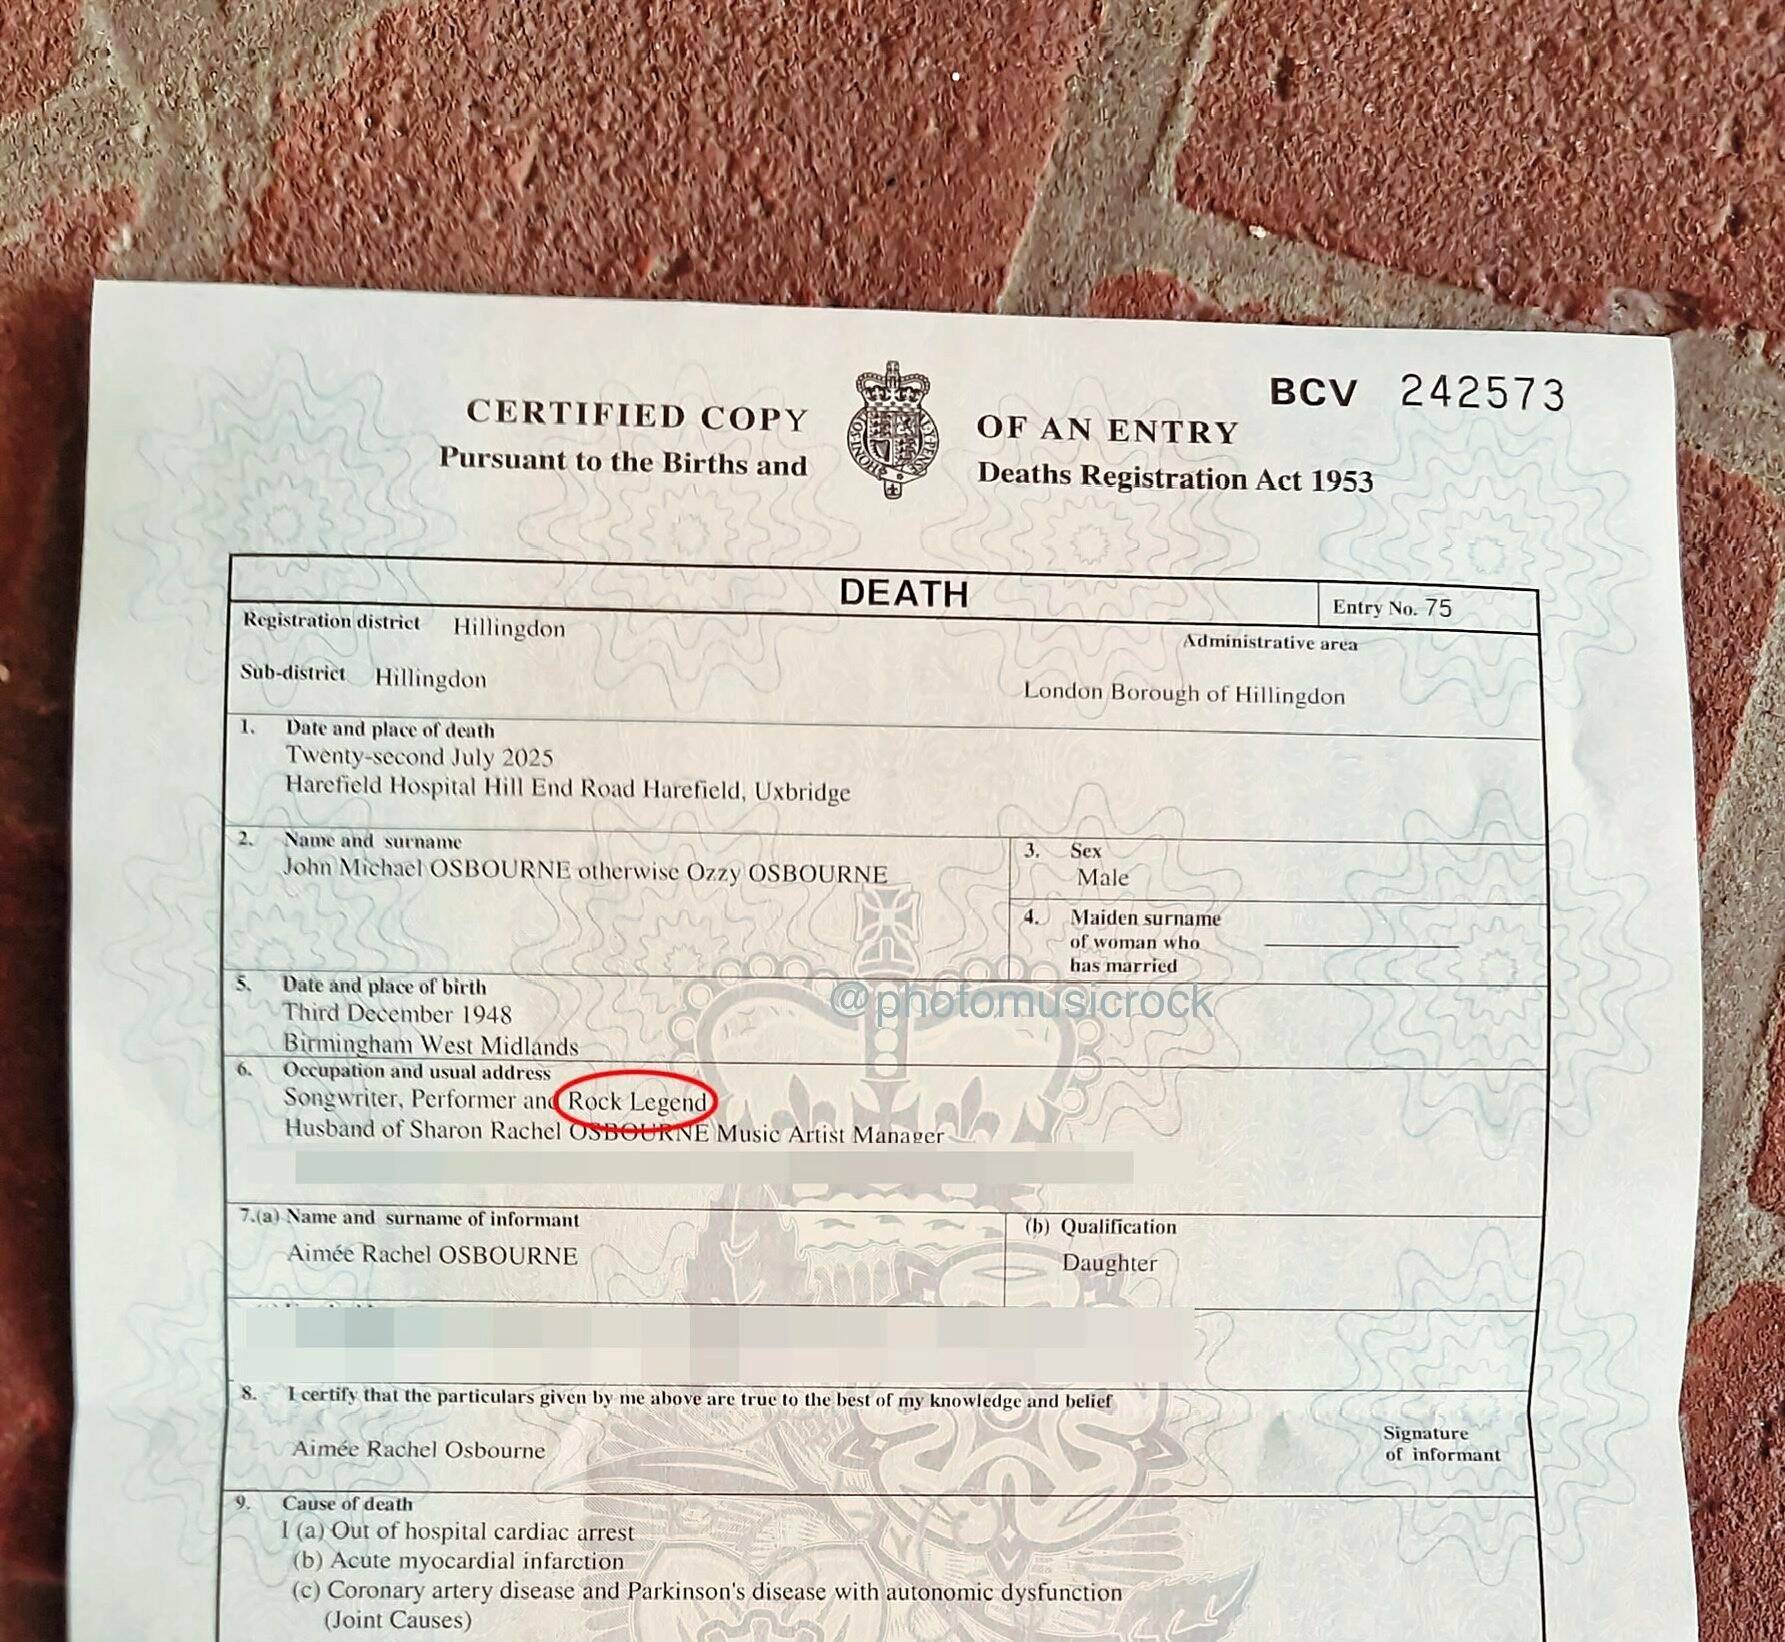 BCV 242573
CERTIFIED COPY OF AN ENTRY
Pursuant to the Births and Deaths Registration Act 1953
DEATH
Entry No. 75
Registration district Hillingdon
Administrative area
Sub-district Hillingdon
London Borough of Hillingdon
1. Date and place of death
Twenty-second July 2025
Harefield Hospital Hill End Road Harefield, Uxbridge
2. Name and surname
John Michael OSBOURNE otherwise Ozzy OSBOURNE
3. Sex
Male
4. Maiden surname
of woman who
has married
5. Date and place of birth
Third December 1948
Birmingham West Midlands
@photomusicrock
6. Occupation and usual address
Songwriter, Performer and Rock Legend
Husband of Sharon Rachel OSBOURNE Music Artist Manager
7.(a) Name and surname of informant
Aimée Rachel OSBOURNE
(b) Qualification
Daughter
8. I certify that the particulars given by me above are true to the best of my knowledge and belief
Aimée Rachel Osbourne
Signature
of informant
9. Cause of death
I (a) Out of hospital cardiac arrest
(b) Acute myocardial infarction
(c) Coronary artery disease and Parkinson's disease with autonomic dysfunction
(Joint Causes)